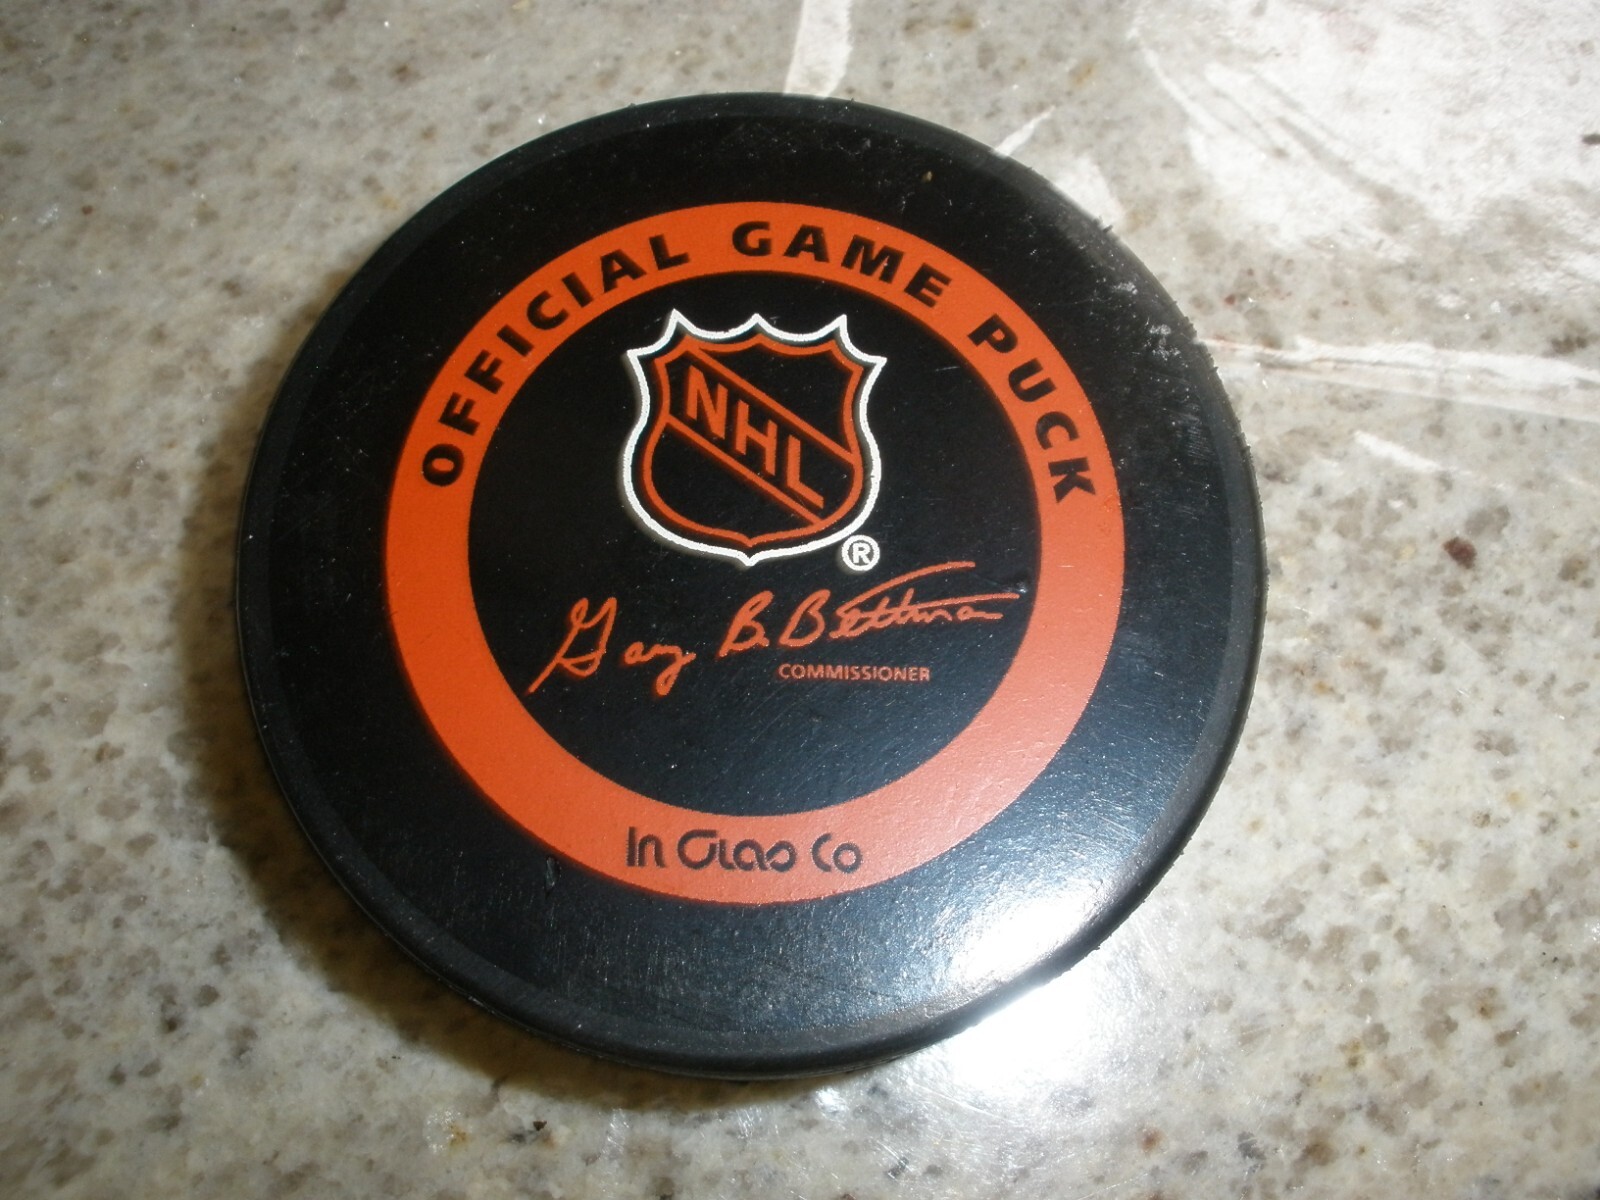 OFFICIAL GAME PUCK
NHL
®
Gary B. Bettman
COMMISSIONER
In Glas Co